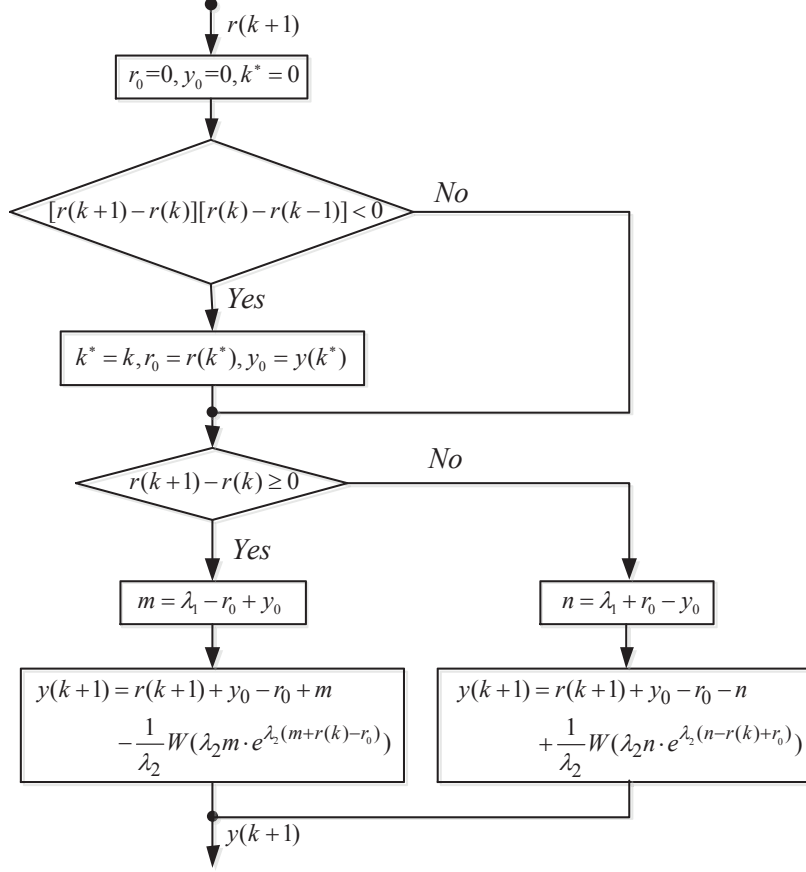 r(k+1)
r₀=0, y₀=0, k* = 0
[r(k+1)−r(k)][r(k)−r(k−1)] < 0
No
Yes
k* = k, r₀ = r(k*), y₀ = y(k*)
r(k+1)−r(k) ≥ 0
No
Yes
m = λ₁ − r₀ + y₀
n = λ₁ + r₀ − y₀
y(k+1) = r(k+1) + y₀ − r₀ + m
−\frac{1}{λ₂}W(λ₂m·e^{λ₂(m+r(k)−r₀)})
y(k+1) = r(k+1) + y₀ − r₀ − n
+\frac{1}{λ₂}W(λ₂n·e^{λ₂(n−r(k)+r₀)})
y(k+1)